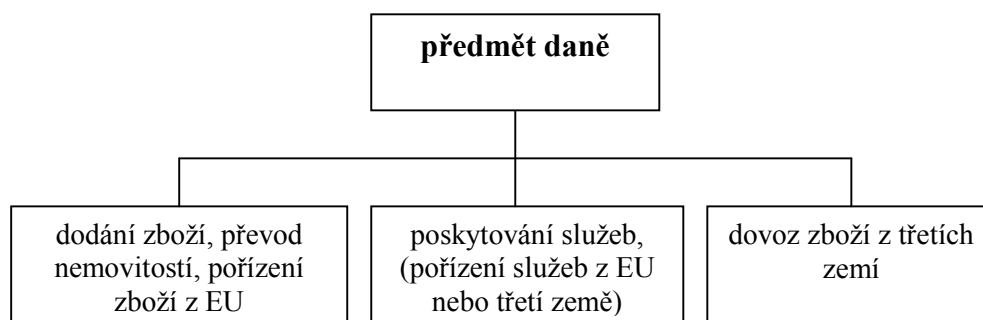 předmět daně
dodání zboží, převod
nemovitostí, pořízení
zboží z EU
poskytování služeb,
(pořízení služeb z EU
nebo třetí země)
dovoz zboží z třetích
zemí